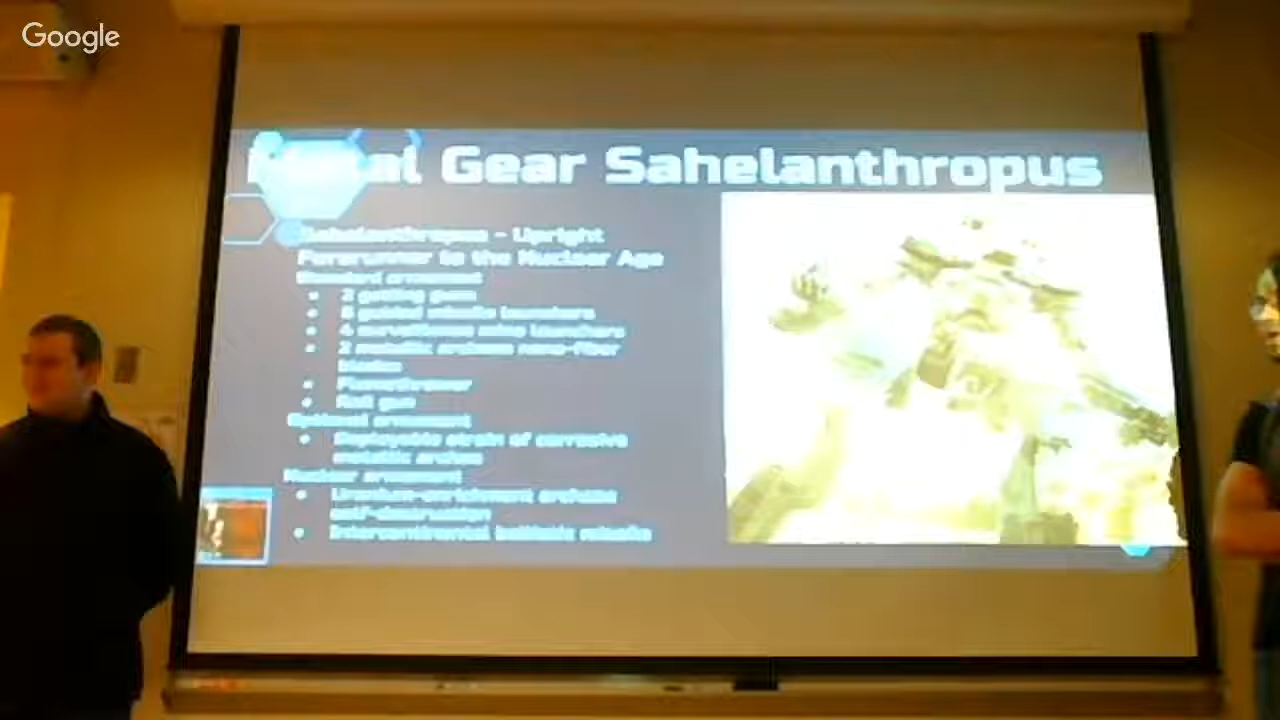 Google
Metal Gear Sahelanthropus
Sahelanthropus - Upright
Forerunner to the Nuclear Age
Standard armament
2 gatling guns
8 guided missile launchers
4 surveillance mine launchers
2 metallic archaea nano-fiber
blades
Flamethrower
Rail gun
Optional armament
Deployable strain of corrosive
metallic archaea
Nuclear armament
Uranium-enrichment archaea
self-destruction
Intercontinental ballistic missile